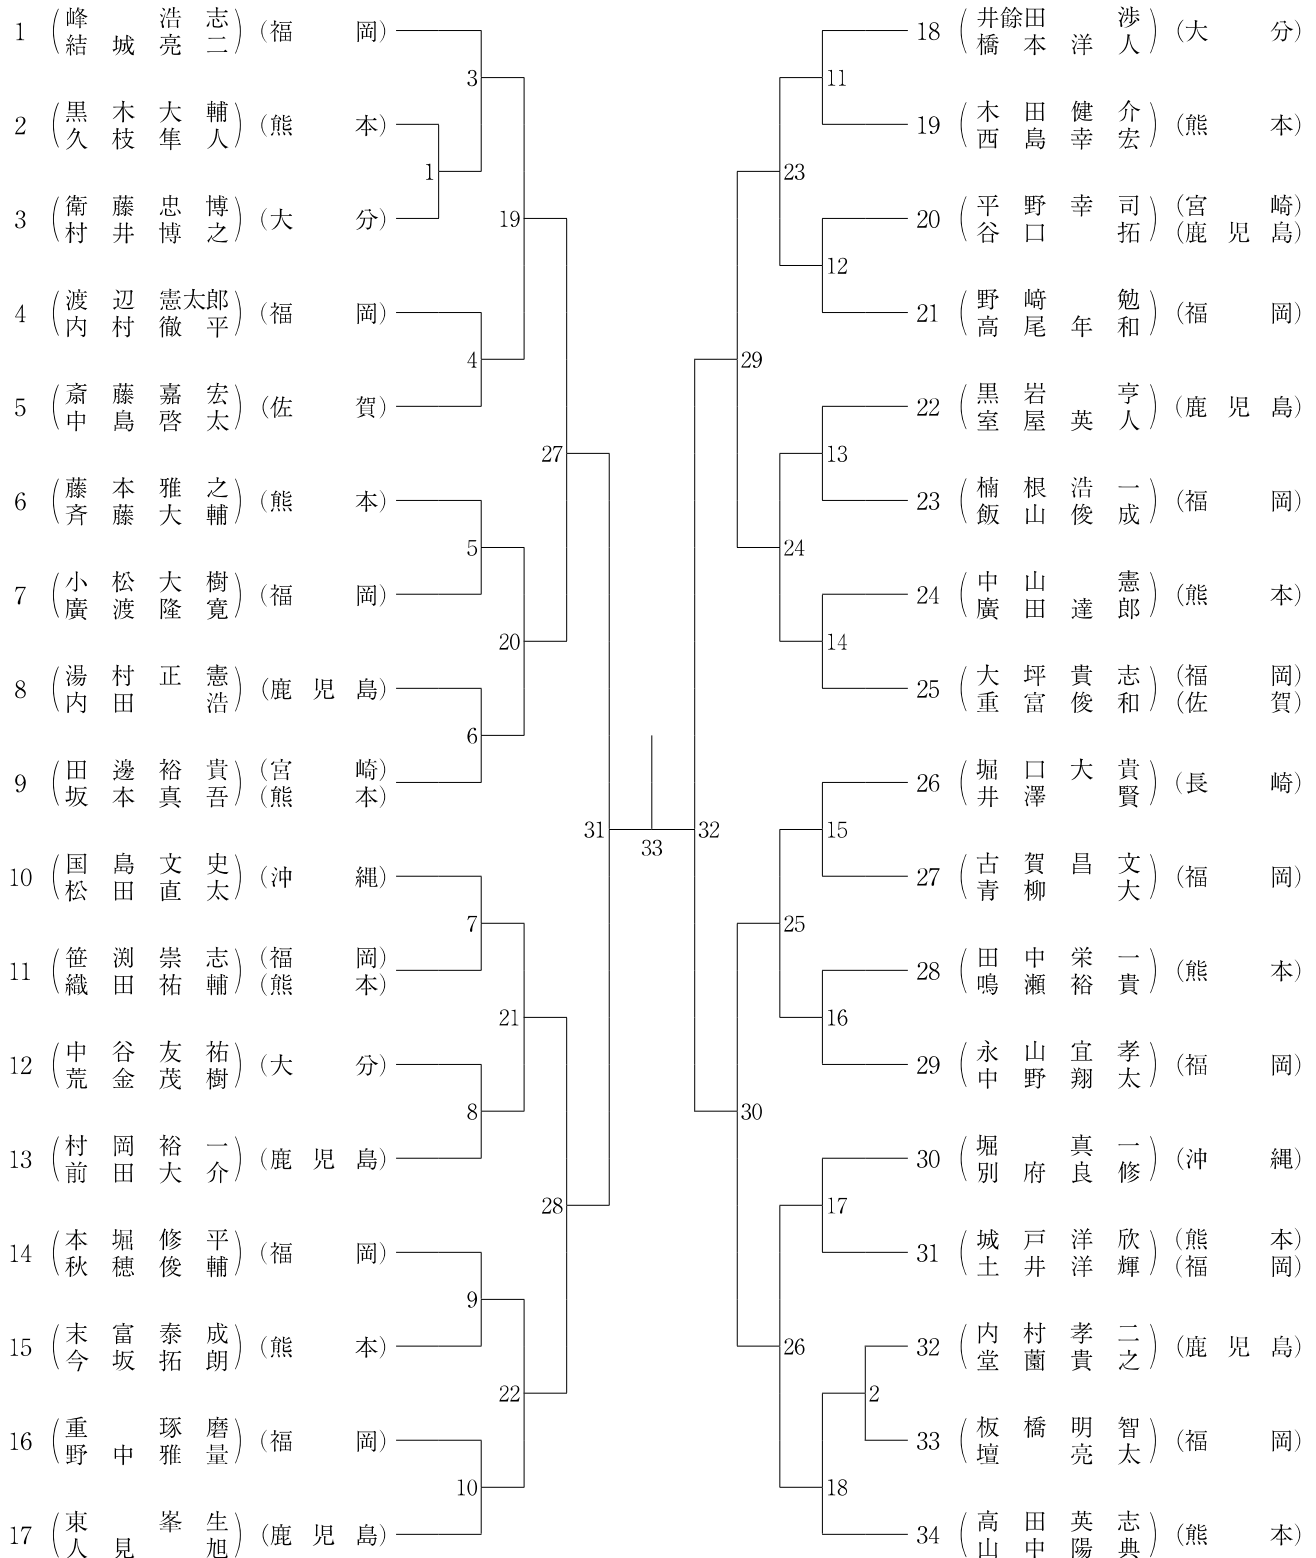 1 (峰 浩志 結城亮二) (福岡)
2 (黒木大輔 久枝隼人) (熊本)
3 (衛藤忠博 村井博之) (大分)
4 (渡辺憲太郎 内村徹平) (福岡)
5 (斎藤嘉宏 中島啓太) (佐賀)
6 (藤本雅之 斉藤大輔) (熊本)
7 (小松大樹 廣渡隆寛) (福岡)
8 (湯村正憲 内田浩) (鹿児島)
9 (田邊裕貴 坂本真吾) (宮崎) (熊本)
10 (国島文史 松田直太) (沖縄)
11 (笹渕崇志 織田祐輔) (福岡) (熊本)
12 (中谷友祐 荒金茂樹) (大分)
13 (村岡裕一 前田大介) (鹿児島)
14 (本堀修平 秋穂俊輔) (福岡)
15 (末富泰成 今坂拓朗) (熊本)
16 (重 琢磨 野中雅量) (福岡)
17 (東 峯生 人見旭) (鹿児島)
1
3
4
5
6
7
8
9
10
19
20
21
22
27
28
31
33
32
29
30
23
24
25
26
11
12
13
14
15
16
17
2
18
18 (井餘田渉 橋本洋人) (大分)
19 (木田健介 西島幸宏) (熊本)
20 (平野幸司 谷口拓) (宮崎) (鹿児島)
21 (野﨑勉 高尾年和) (福岡)
22 (黒岩亨 室屋英人) (鹿児島)
23 (楠根浩一 飯山俊成) (福岡)
24 (中山憲 廣田達郎) (熊本)
25 (大坪貴志 重富俊和) (福岡) (佐賀)
26 (堀口大貴 井澤賢) (長崎)
27 (古賀昌文 青柳大) (福岡)
28 (田中栄一 鳴瀬裕貴) (熊本)
29 (永山宜孝 中野翔太) (福岡)
30 (堀 真一 別府良修) (沖縄)
31 (城戸洋欣 土井洋輝) (熊本) (福岡)
32 (内村孝二 堂薗貴之) (鹿児島)
33 (板橋明智 壇 亮太) (福岡)
34 (高田英志 山中陽典) (熊本)